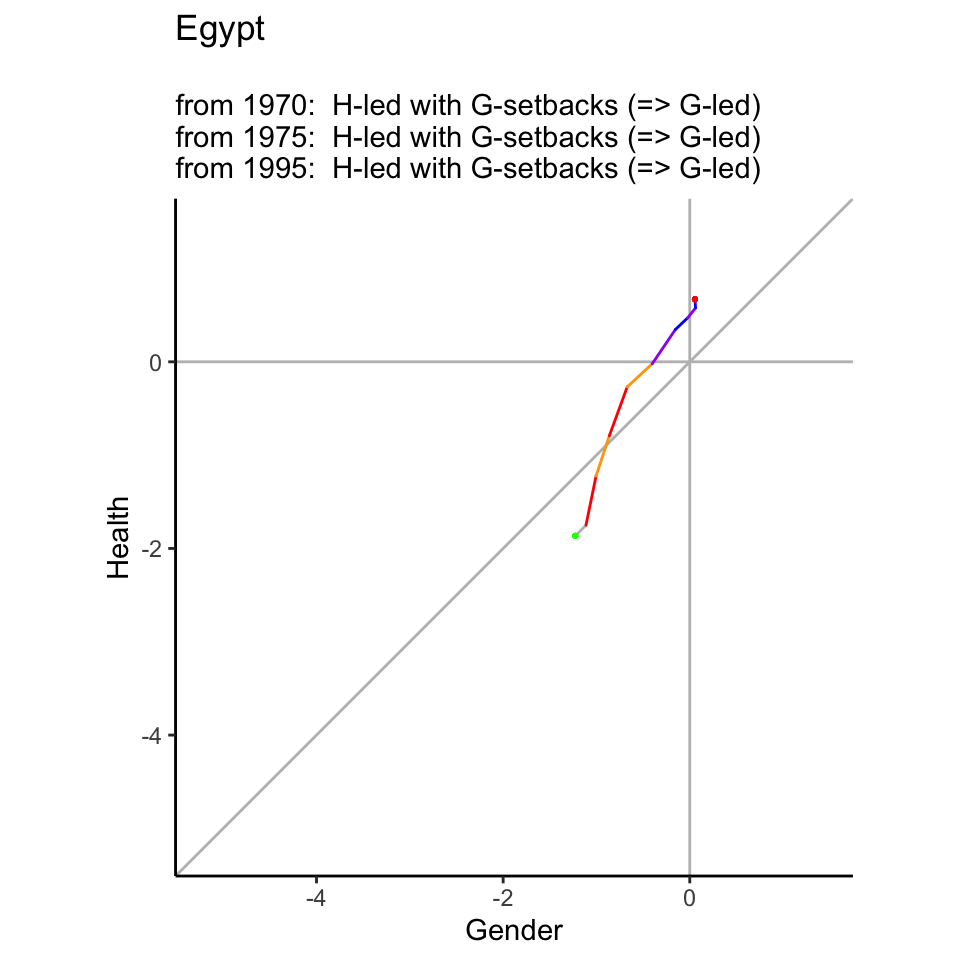 Egypt
from 1970:  H-led with G-setbacks (=> G-led)
from 1975:  H-led with G-setbacks (=> G-led)
from 1995:  H-led with G-setbacks (=> G-led)
0
-2
-4
Health
-4
-2
0
Gender